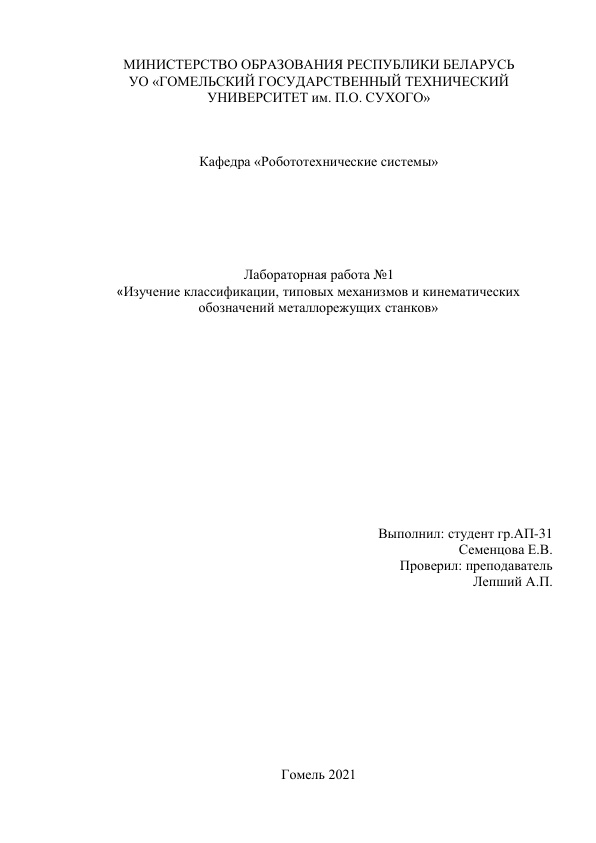 МИНИСТЕРСТВО ОБРАЗОВАНИЯ РЕСПУБЛИКИ БЕЛАРУСЬ
УО «ГОМЕЛЬСКИЙ ГОСУДАРСТВЕННЫЙ ТЕХНИЧЕСКИЙ
УНИВЕРСИТЕТ им. П.О. СУХОГО»
Кафедра «Робототехнические системы»
Лабораторная работа №1
«Изучение классификации, типовых механизмов и кинематических
обозначений металлорежущих станков»
Выполнил: студент гр.АП-31
Семенцова Е.В.
Проверил: преподаватель
Лепший А.П.
Гомель 2021